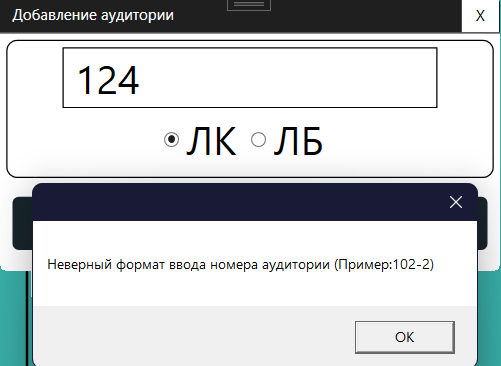 Добавление аудитории
X
124
ЛК ЛБ
Неверный формат ввода номера аудитории (Пример:102-2)
OK